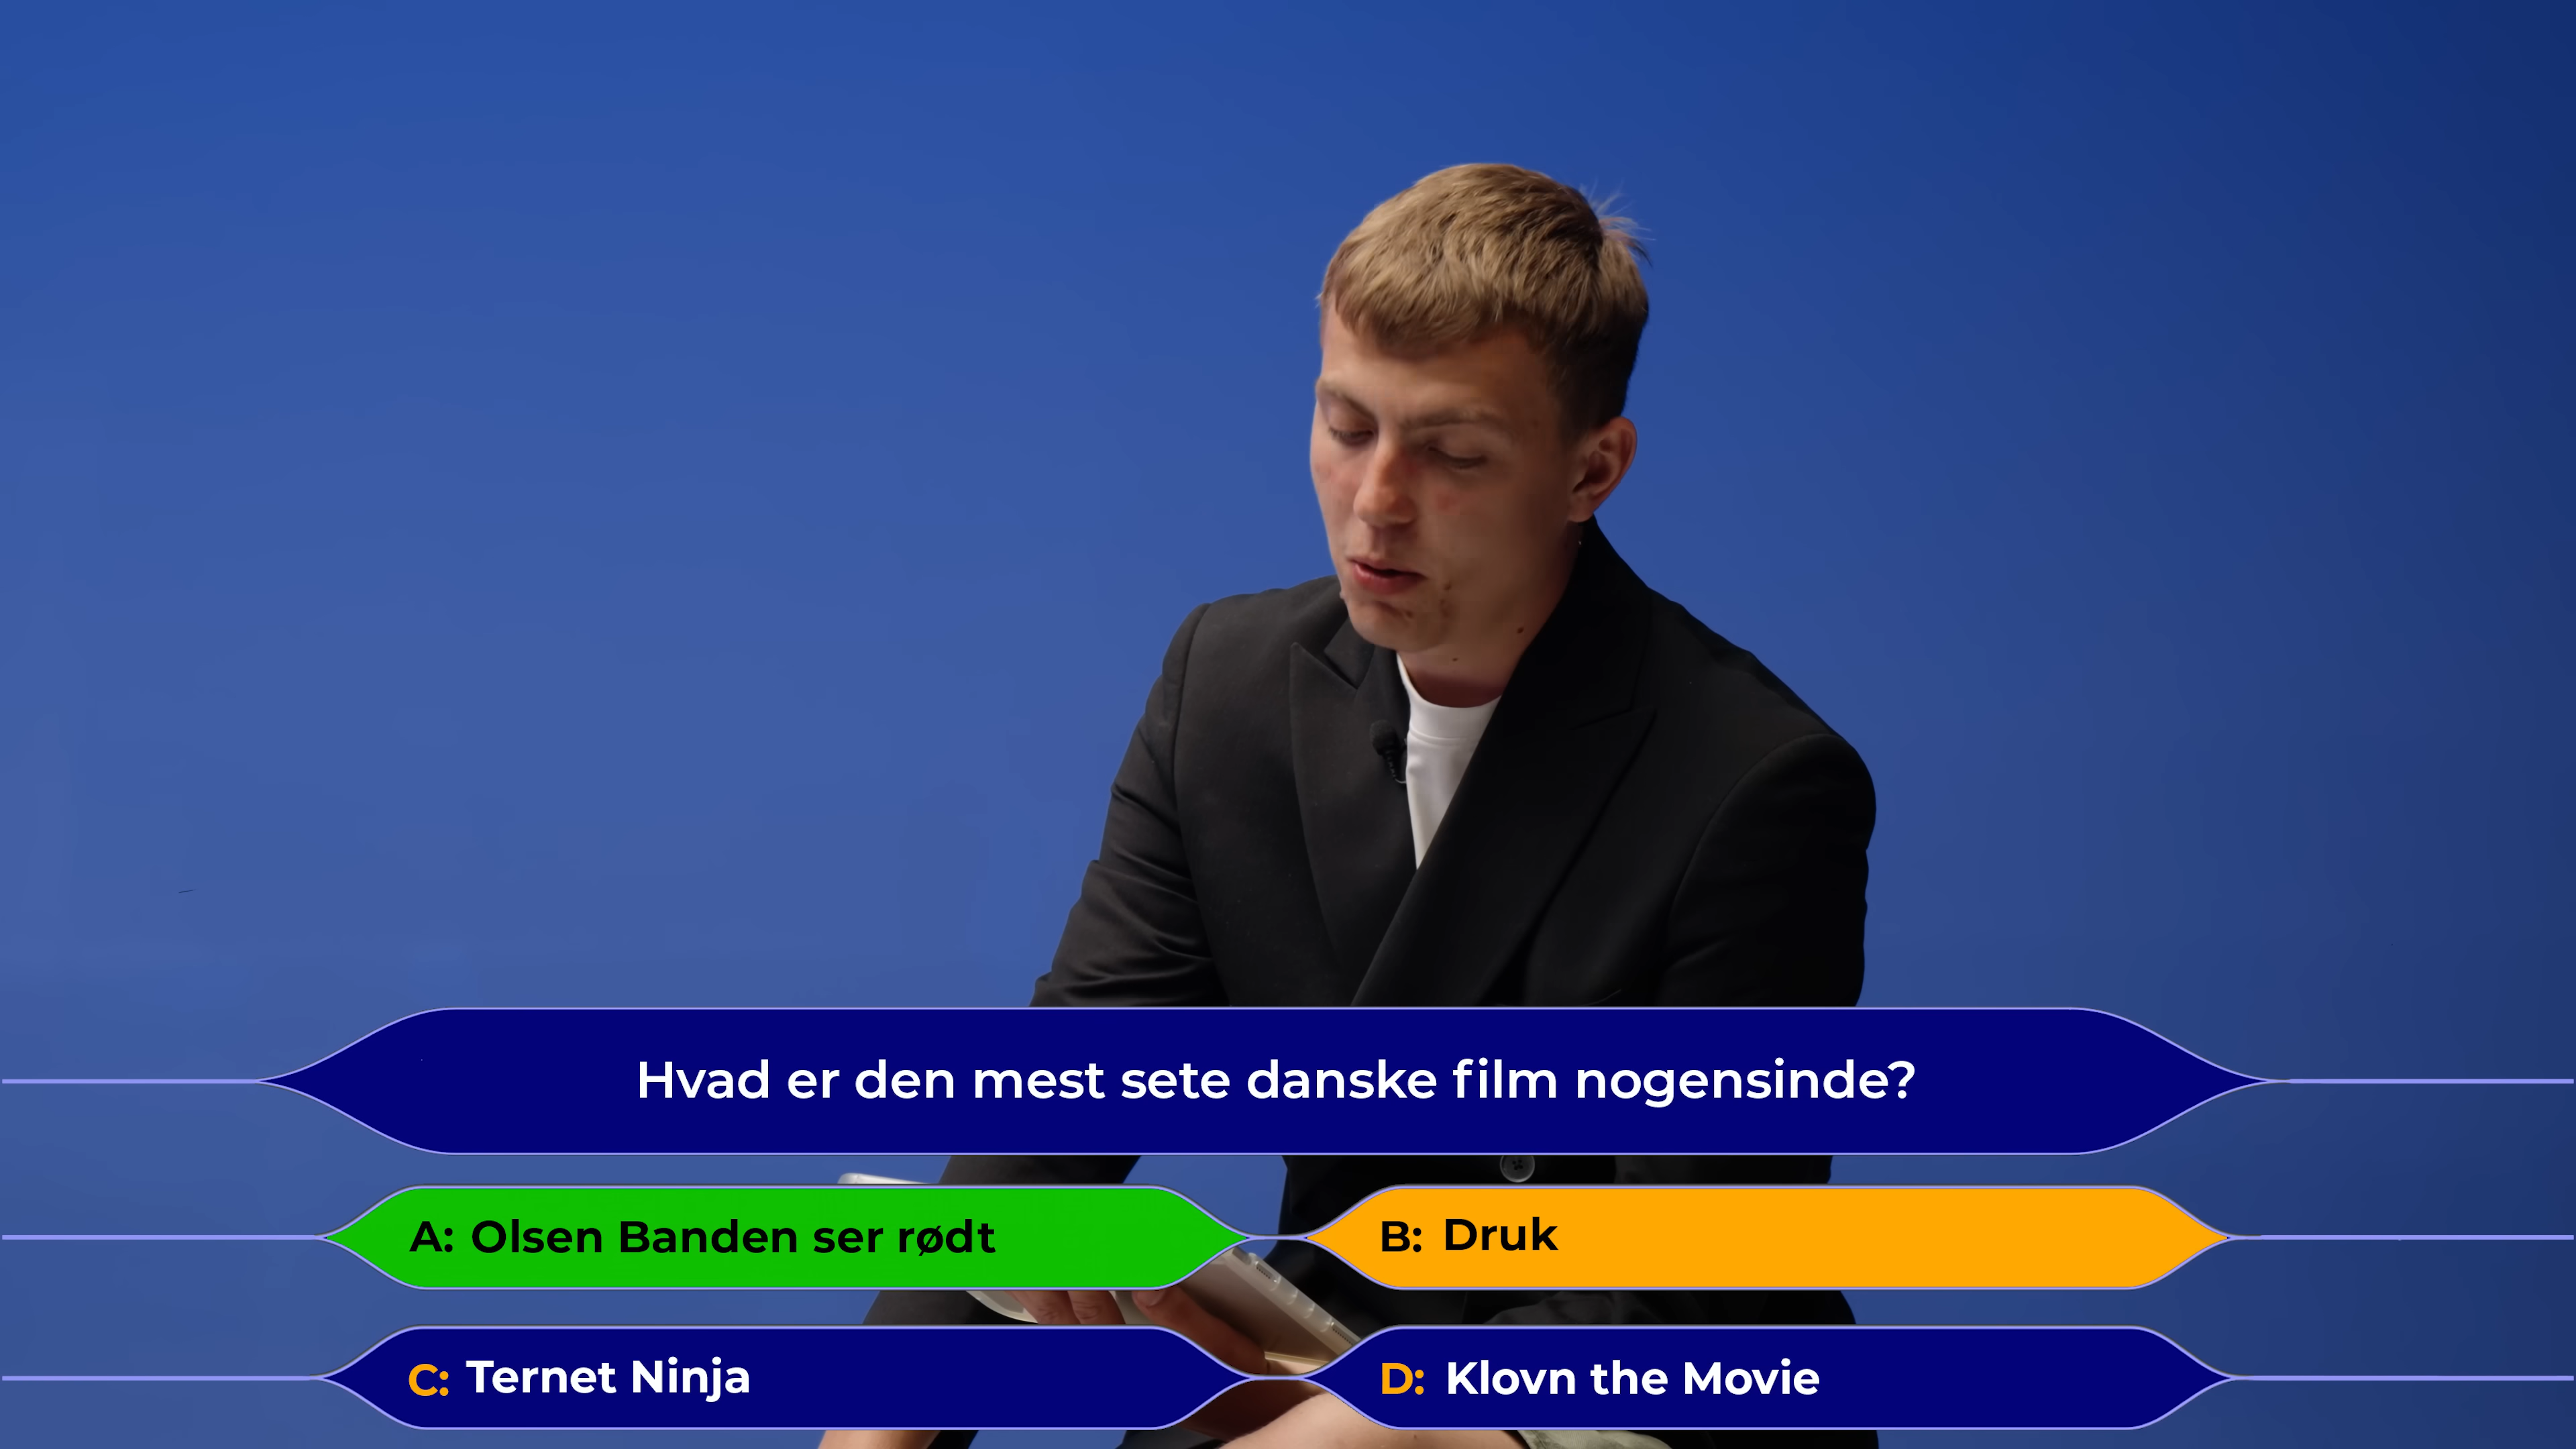 Hvad er den mest sete danske film nogensinde?
A: Olsen Banden ser rødt
B: Druk
C: Ternet Ninja
D: Klovn the Movie